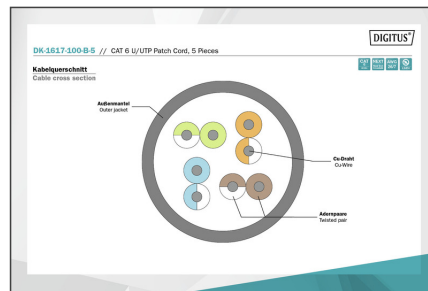 DIGITUS®
DK-1617-100-B-5 // CAT 6 U/UTP Patch Cord, 5 Pieces
Kabelquerschnitt
Cable cross section
Außenmantel
Outer jacket
Cu-Draht
Cu-Wire
Adernpaare
Twisted pair